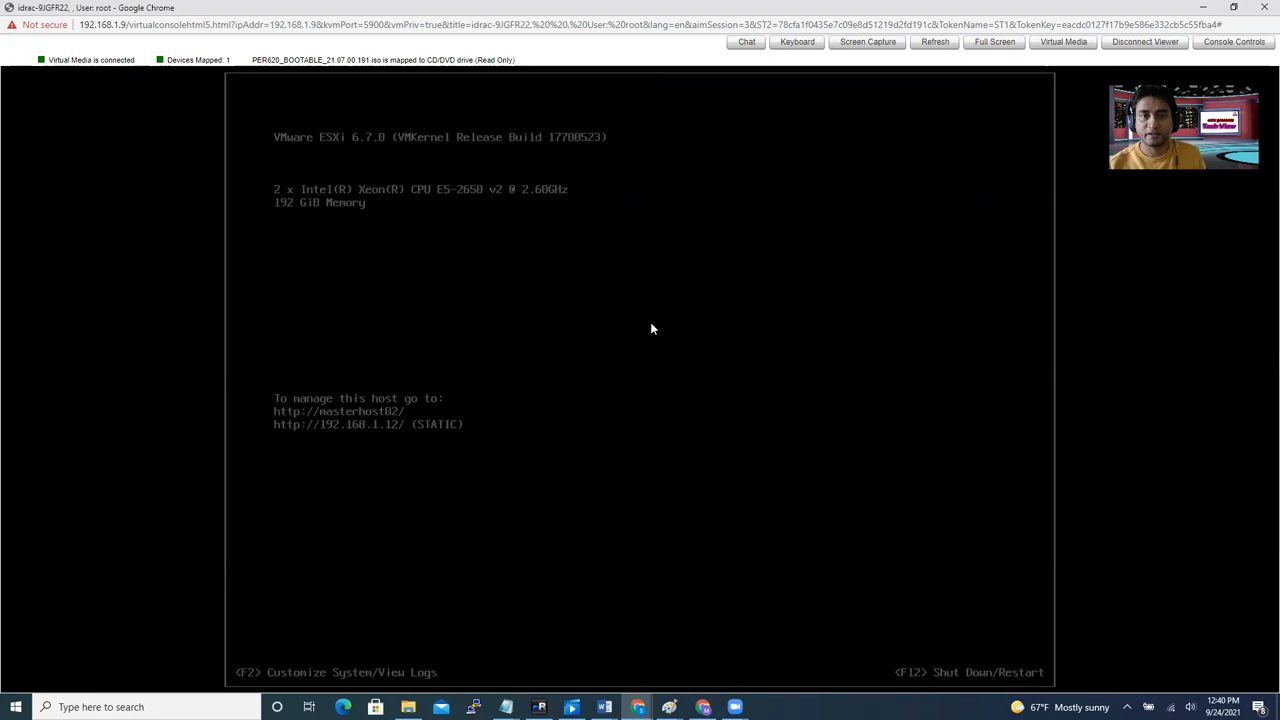 idrac-9JGFR22, , User: root - Google Chrome
Not secure 192.168.1.9/virtualconsolehtml5.html?ipAddr=192.168.1.9&kvmPort=5900&vmPriv=true&title=idrac-9JGFR22,%20%20,%20User:%20root&lang=en&aimSession=3&ST2=78cfa1f0435e7c09e8d51219d2fd191c&TokenName=ST1&TokenKey=eacdc0127f17b9e586e332cb5c55fba4#
Chat Keyboard Screen Capture Refresh Full Screen Virtual Media Disconnect Viewer Console Controls
Virtual Media is connected Devices Mapped: 1 PER620_BOOTABLE_21.07.00.191.iso is mapped to CD/DVD drive.(Read Only)
Tech View
VMware ESXi 6.7.0 (VMKernel Release Build 17700523)
2 x Intel(R) Xeon(R) CPU E5-2650 v2 @ 2.60GHz
192 GiB Memory
To manage this host go to:
http://masterhost02/
http://192.168.1.12/ (STATIC)
<F2> Customize System/View Logs <F12> Shut Down/Restart
Type here to search 67°F Mostly sunny 12:40 PM
9/24/2021